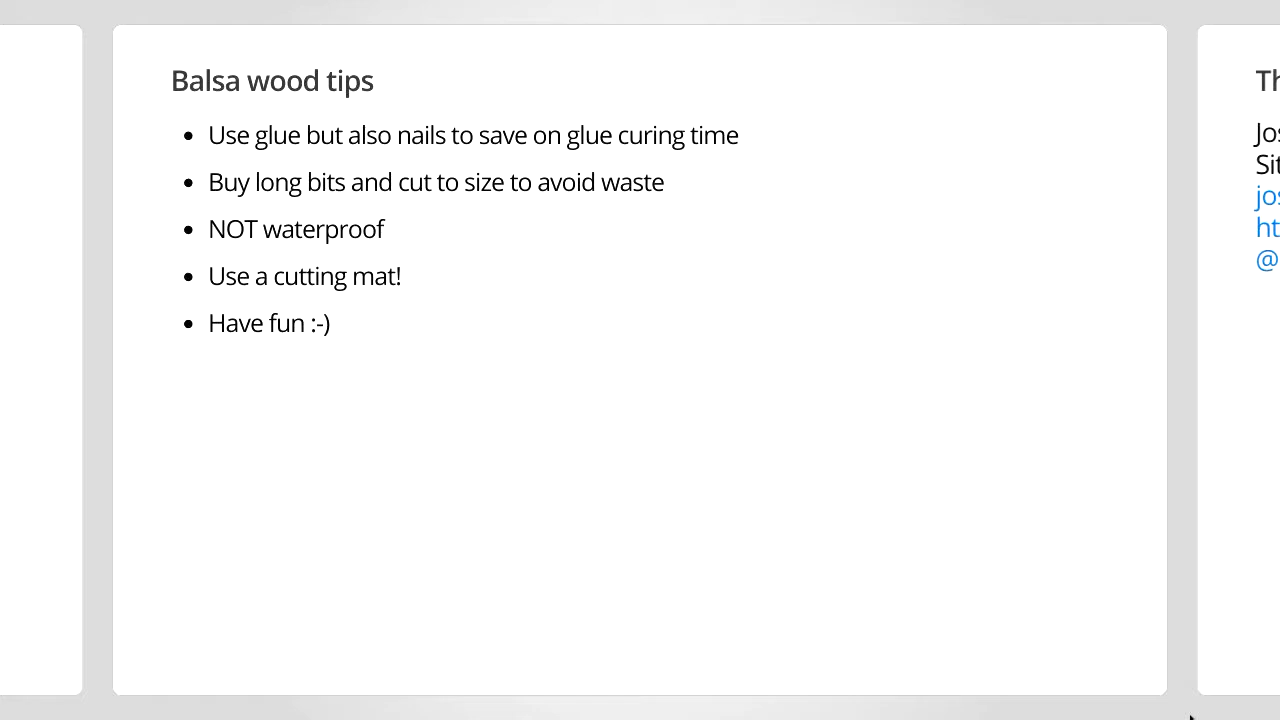 Balsa wood tips
Use glue but also nails to save on glue curing time
Buy long bits and cut to size to avoid waste
NOT waterproof
Use a cutting mat!
Have fun :-)